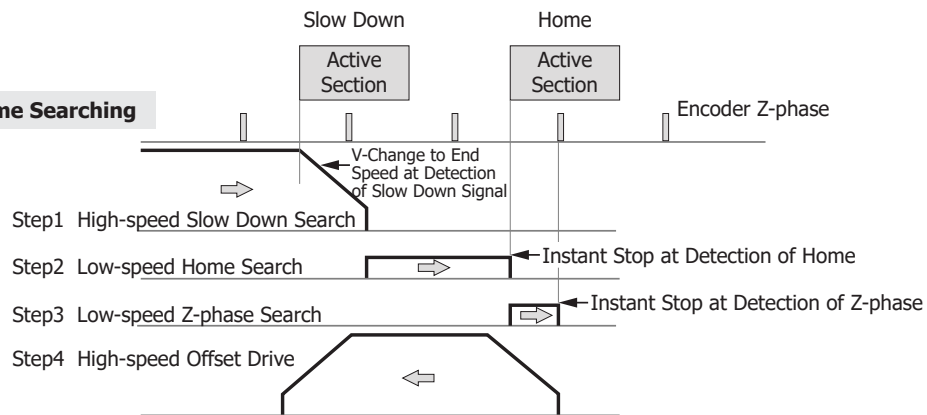 Slow Down
Home
Active
Section
Active
Section
me Searching
Encoder Z-phase
V-Change to End
Speed at Detection
of Slow Down Signal
Step1 High-speed Slow Down Search
Step2 Low-speed Home Search
Instant Stop at Detection of Home
Step3 Low-speed Z-phase Search
Instant Stop at Detection of Z-phase
Step4 High-speed Offset Drive